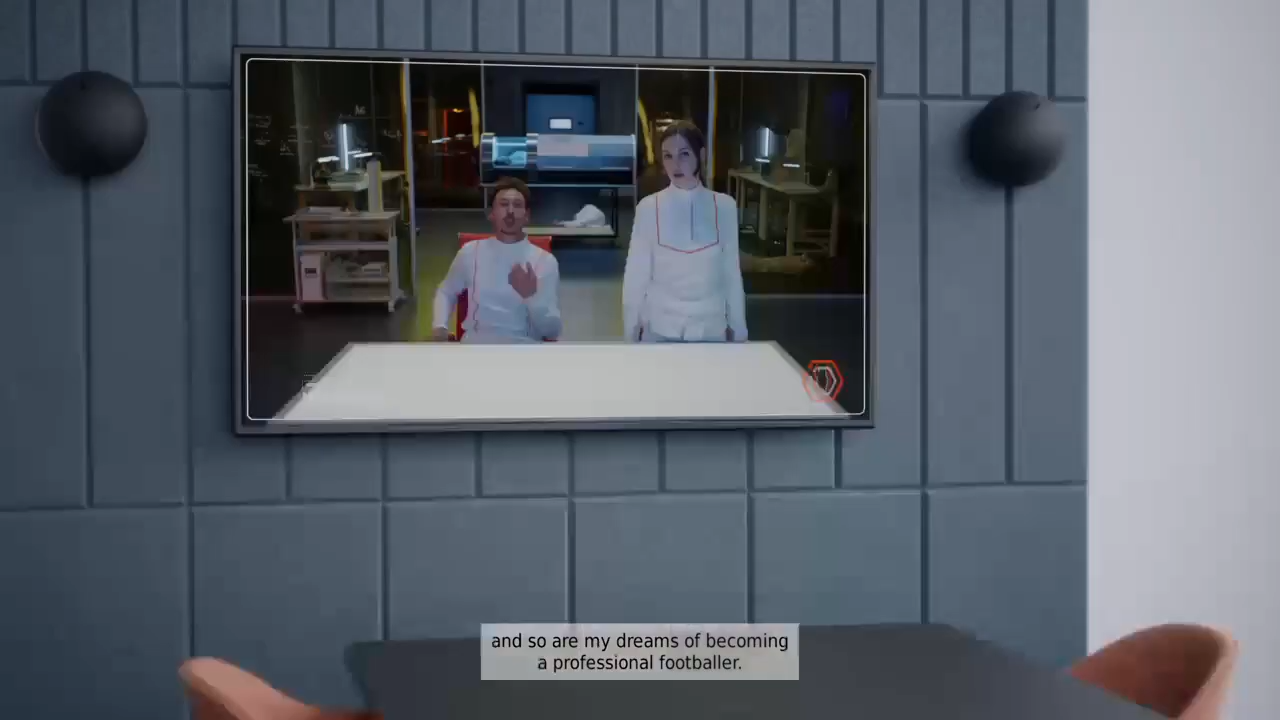 and so are my dreams of becoming
a professional footballer.